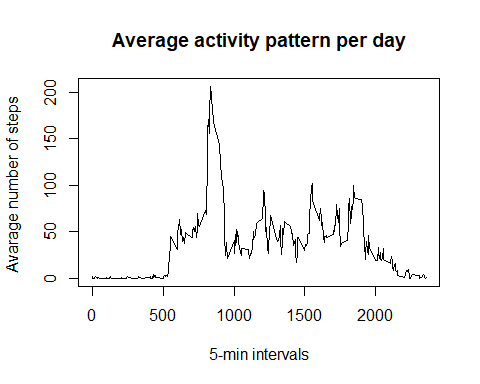 Average activity pattern per day
Avarage number of steps
200
150
100
50
0
0 500 1000 1500 2000
5-min intervals